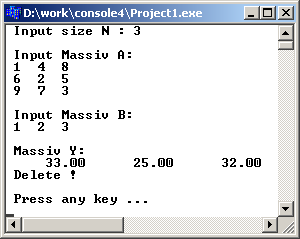 D:\work\console4\Project1.exe
Input size N : 3
Input Massiv A:
1 4 8
6 2 5
9 7 3
Input Massiv B:
1 2 3
Massiv Y:
33.00 25.00 32.00
Delete !
Press any key ...